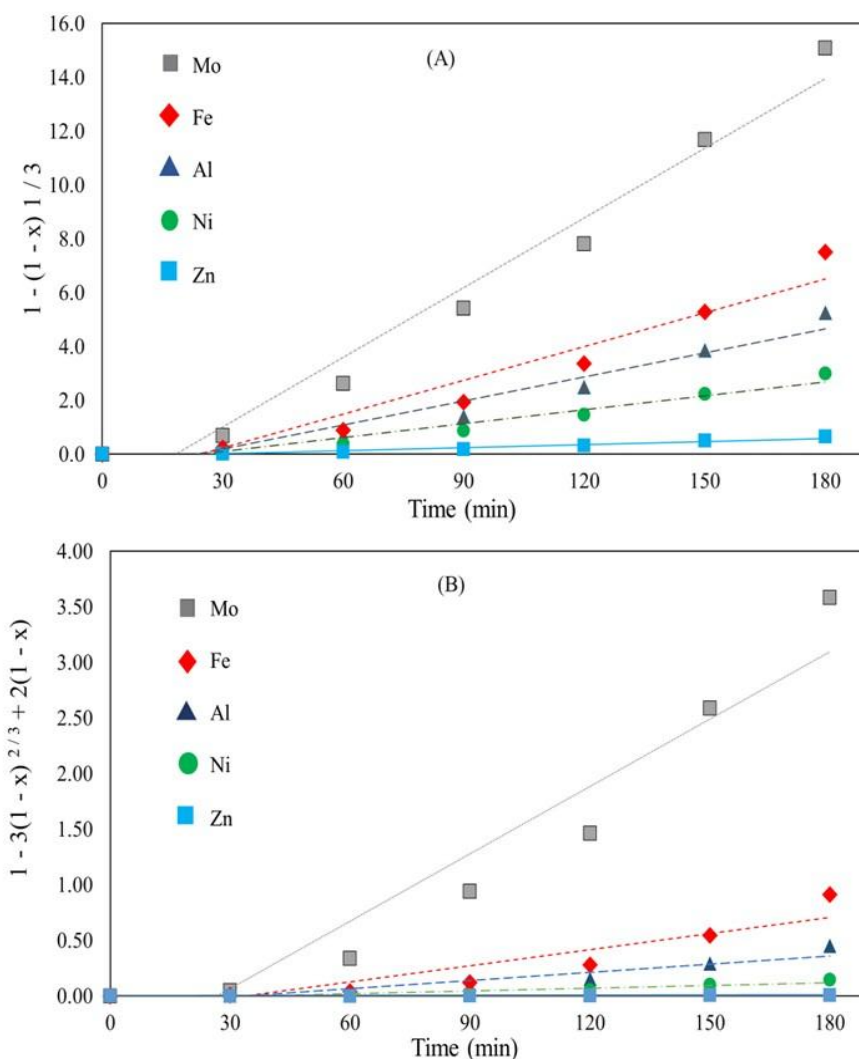 16.0
14.0
12.0
10.0
8.0
6.0
4.0
2.0
0.0
1 - (1 - x) 1 / 3
(A)
Mo
Fe
Al
Ni
Zn
0 30 60 90 120 150 180
Time (min)
4.00
3.50
3.00
2.50
2.00
1.50
1.00
0.50
0.00
1 - 3(1 - x) 2 / 3 + 2(1 - x)
(B)
Mo
Fe
Al
Ni
Zn
0 30 60 90 120 150 180
Time (min)